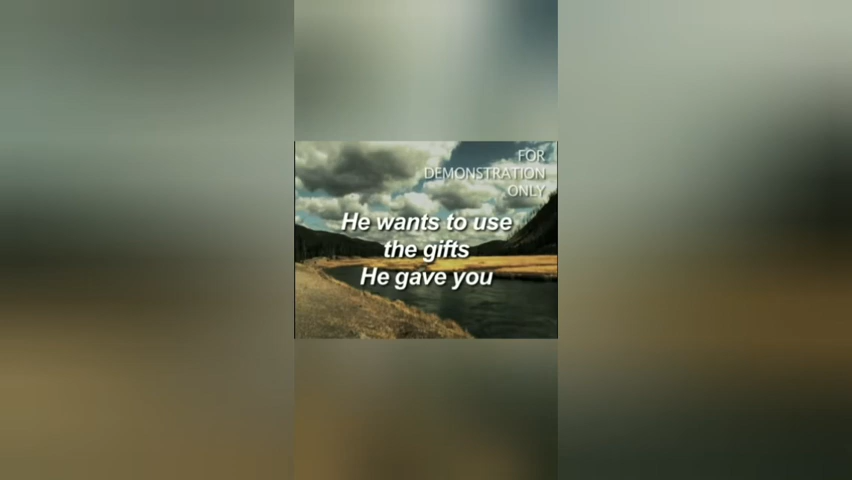 FOR
DEMONSTRATION
ONLY
He wants to use
the gifts
He gave you